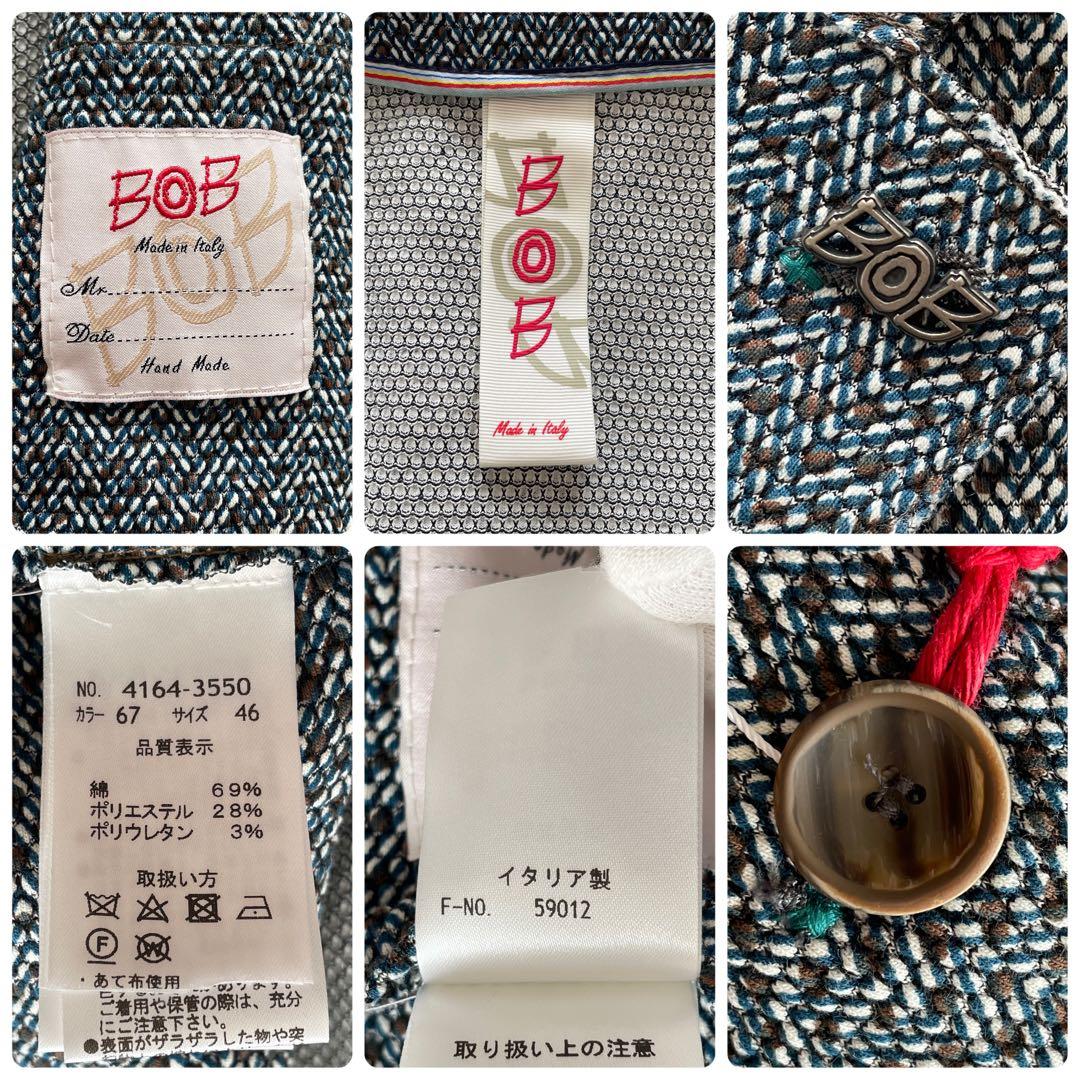 BOB
Made in Italy
Mr.
Date
Hand Made
BOB
Made in Italy
BOB
NO. 4164-3550
カラー 67 サイズ 46
品質表示
綿 69%
ポリエステル 28%
ポリウレタン 3%
取扱い方
F W
・あて布使用
ご着用や保管の際は、充分
にご注意下さい。
●表面がザラザラした物や突
イタリア製
F-NO. 59012
取り扱い上の注意